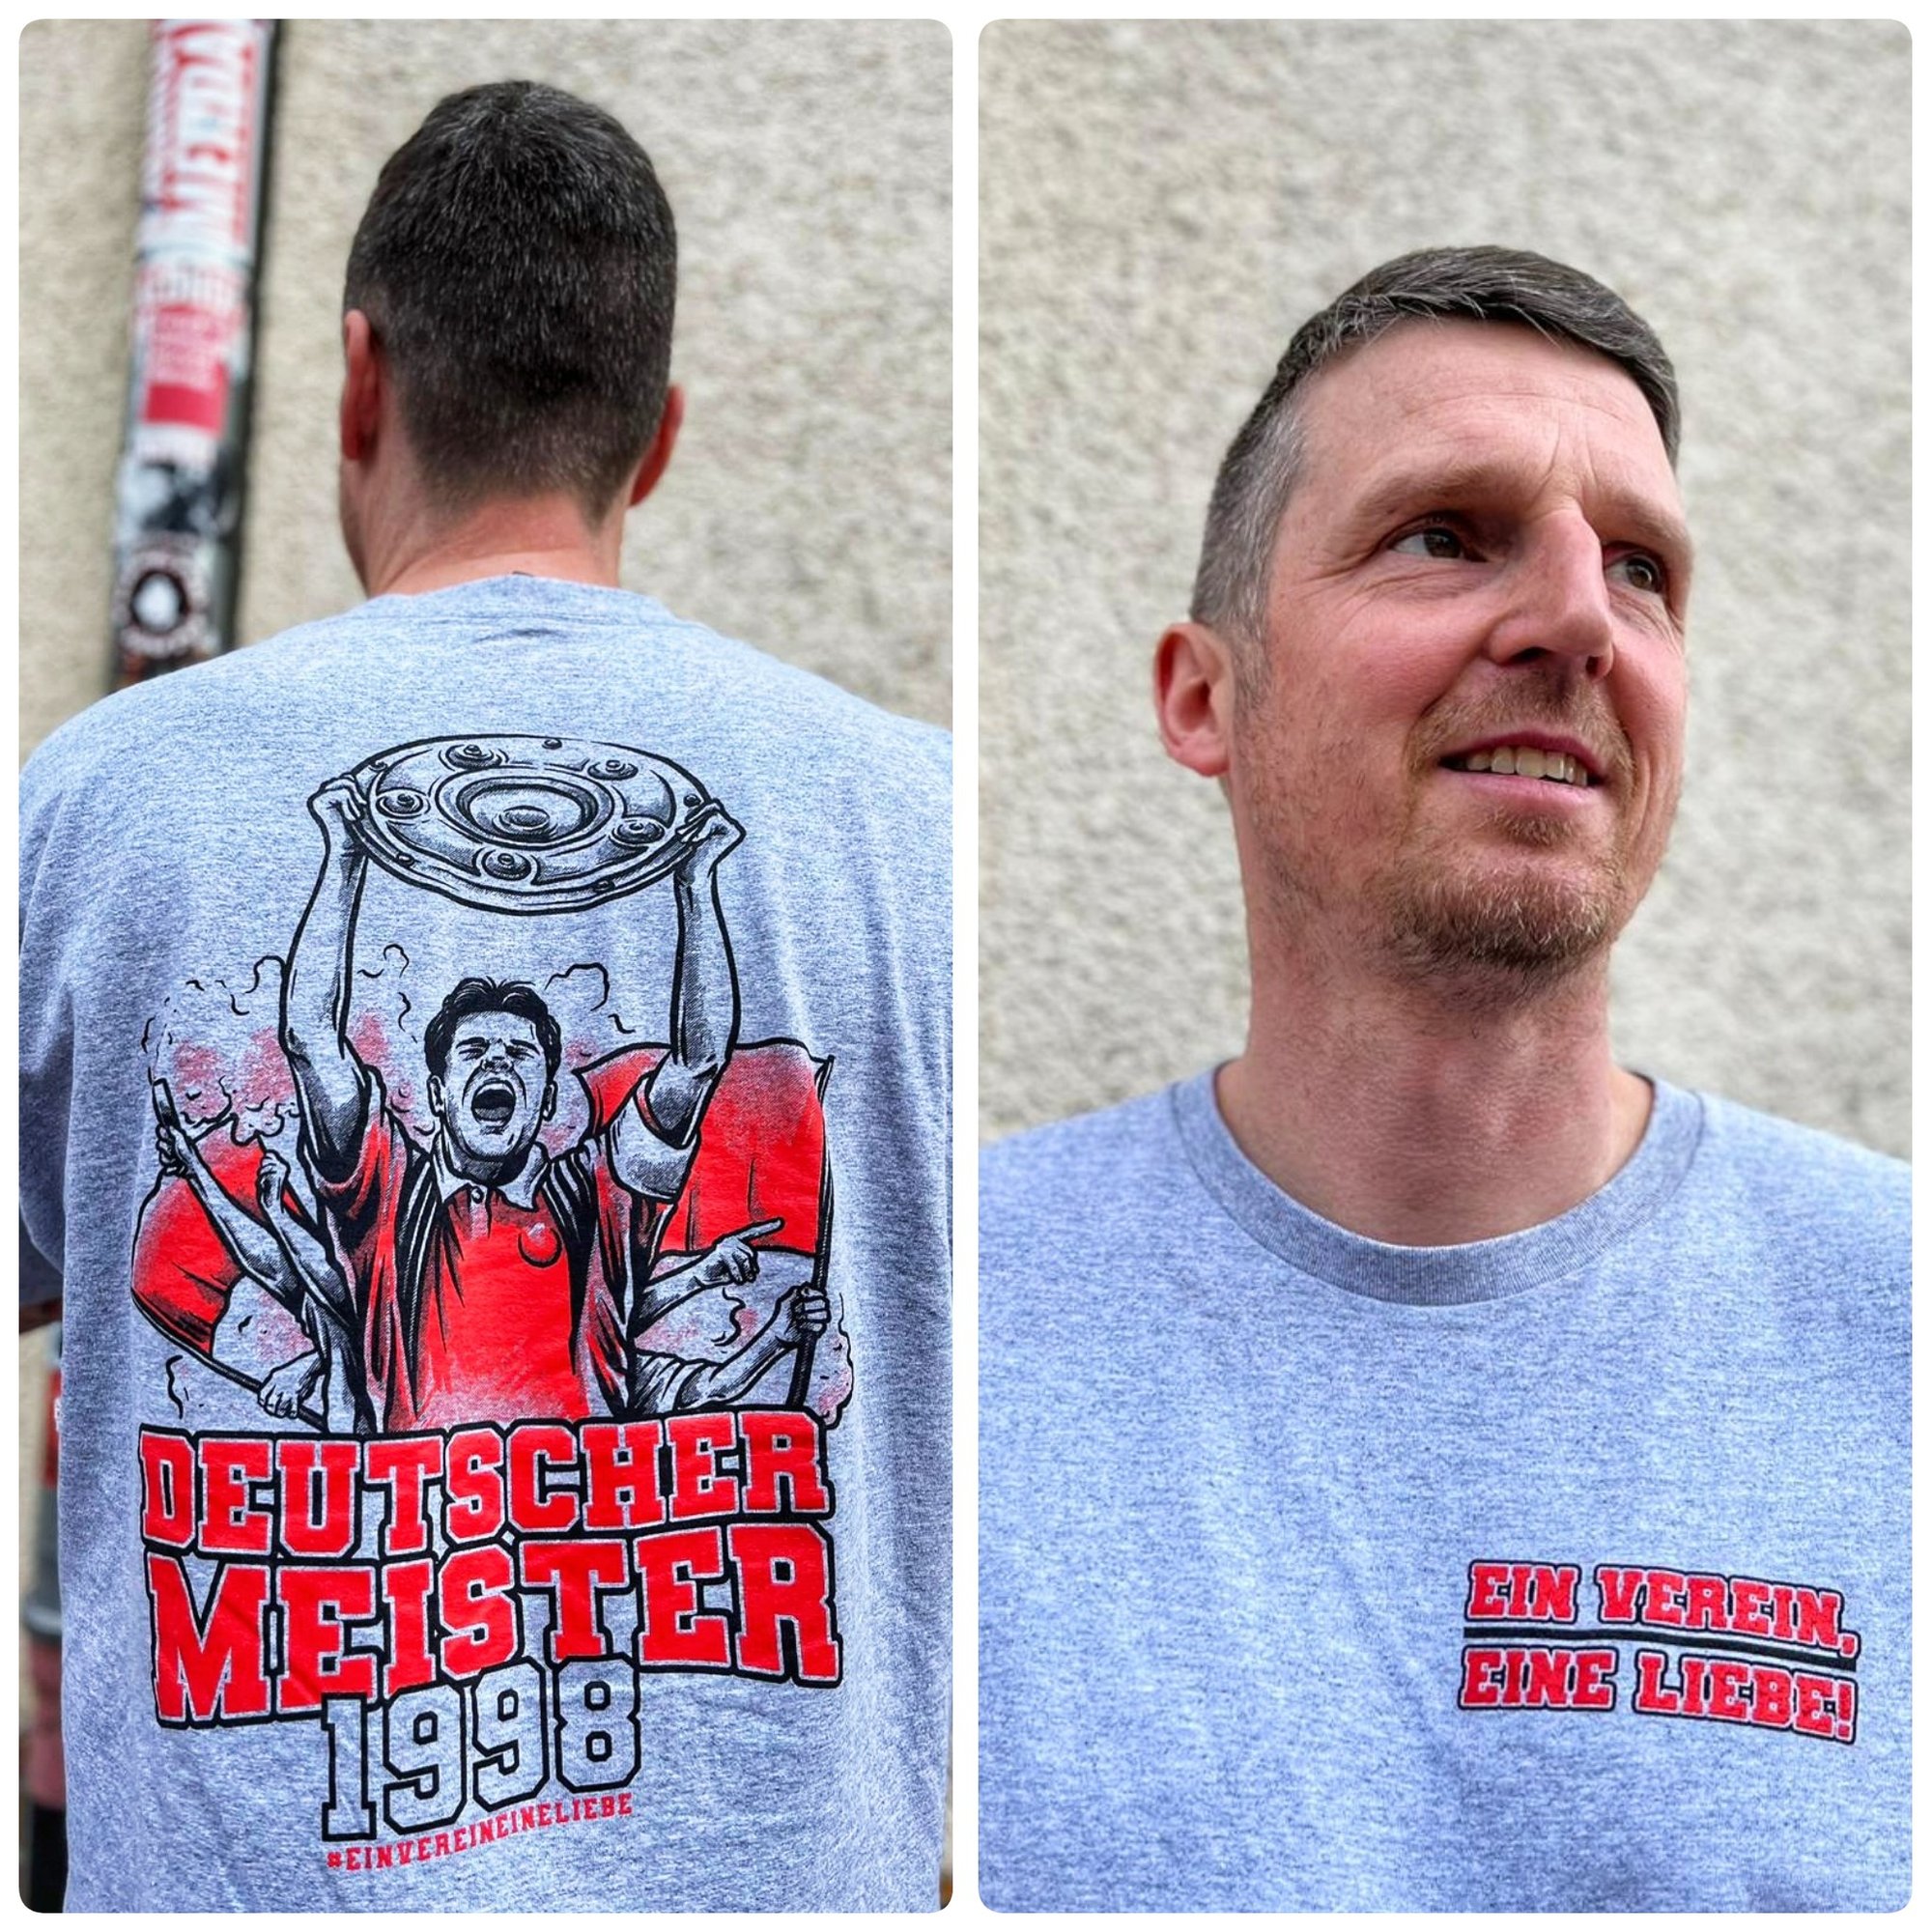 DEUTSCHER
MEISTER
1998
#EINVEREINEINELIEBE
EIN VEREIN,
EINE LIEBE!